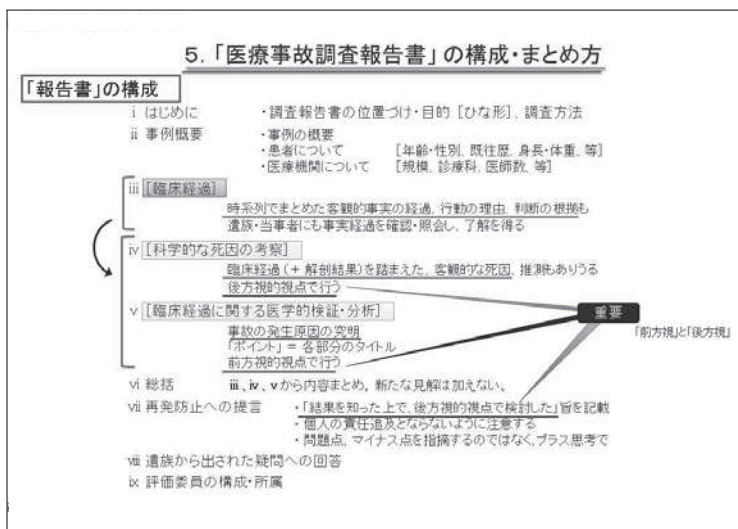 5.「医療事故調査報告書」の構成・まとめ方
「報告書」の構成
ⅰ はじめに ・調査報告書の位置づけ・目的 [ひな形]、調査方法
ⅱ 事例概要 ・事例の概要
・患者について [年齢・性別、既往歴、身長・体重、等]
・医療機関について [規模、診療科、医師数、等]
ⅲ [臨床経過]
時系列でまとめた客観的事実の経過、行動の理由、判断の根拠も
遺族・当事者にも事実経過を確認・照会し、了解を得る
ⅳ [科学的な死因の考察]
臨床経過(+ 解剖結果)を踏まえた、客観的な死因、推測もありうる
後方視的視点で行う
ⅴ [臨床経過に関する医学的検証・分析]
事故の発生原因の究明
「ポイント」= 各部分のタイトル
前方視的視点で行う
重要
「前方視」と「後方視」
ⅵ 総括 ⅲ、ⅳ、ⅴから内容まとめ。新たな見解は加えない。
ⅶ 再発防止への提言 ・「結果を知った上で、後方視的視点で検討した」旨を記載
・個人の責任追及とならないように注意する
・問題点、マイナス点を指摘するのではなく、プラス思考で
ⅷ 遺族から出された疑問への回答
ⅸ 評価委員の構成・所属